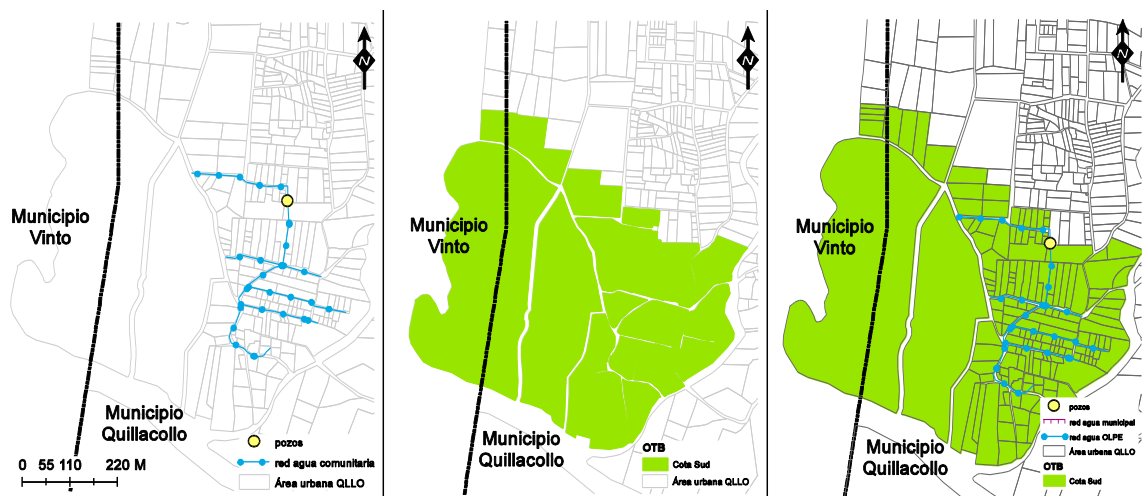 N
Municipio
Vinto
Municipio
Quillacollo
pozos
red agua comunitaria
Área urbana QLLO
0 55 110 220 M
N
Municipio
Vinto
Municipio
Quillacollo
OTB
Cota Sud
Área urbana QLLO
N
Municipio
Vinto
Municipio
Quillacollo
pozos
red agua municipal
red agua OLPE
Área urbana QLLO
OTB
Cota Sud